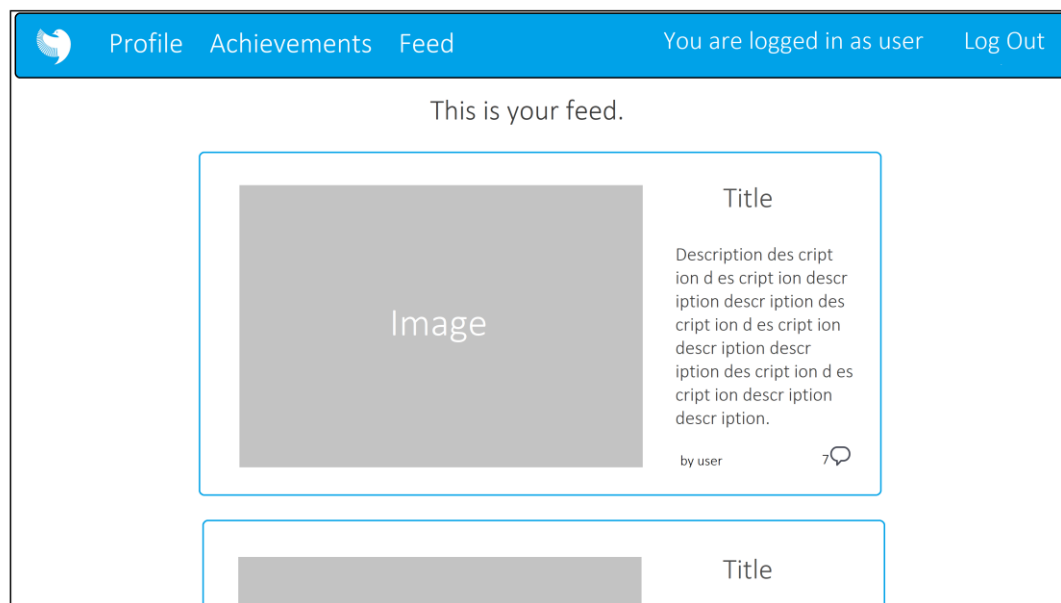 Profile Achievements Feed You are logged in as user Log Out
This is your feed.
Image
Title
Description des cript
ion d es cript ion descr
iption descr iption des
cript ion d es cript ion
descr iption descr
iption des cript ion d es
cript ion descr iption
descr iption.
by user 7
Title